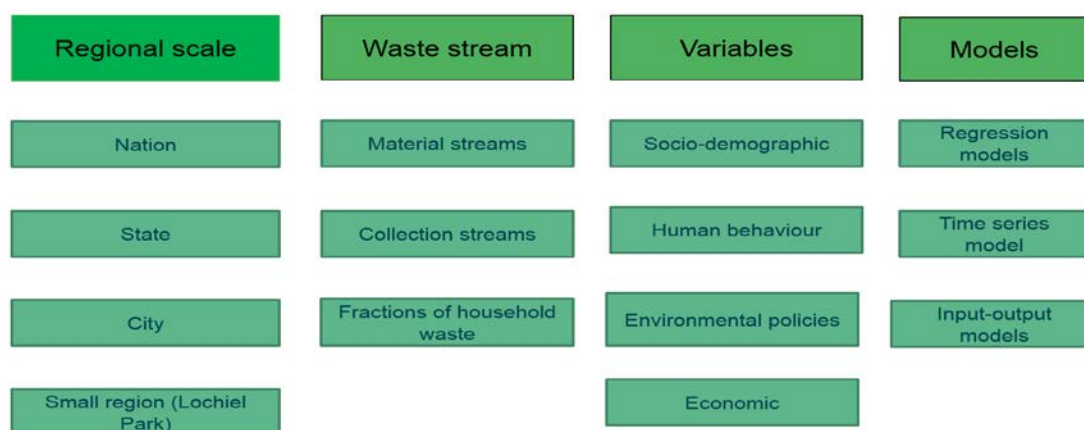 Regional scale
Waste stream
Variables
Models
Nation
Material streams
Socio-demographic
Regression
models
State
Collection streams
Human behaviour
Time series
model
City
Fractions of household
waste
Environmental policies
Input-output
models
Small region (Lochiel
Park)
Economic